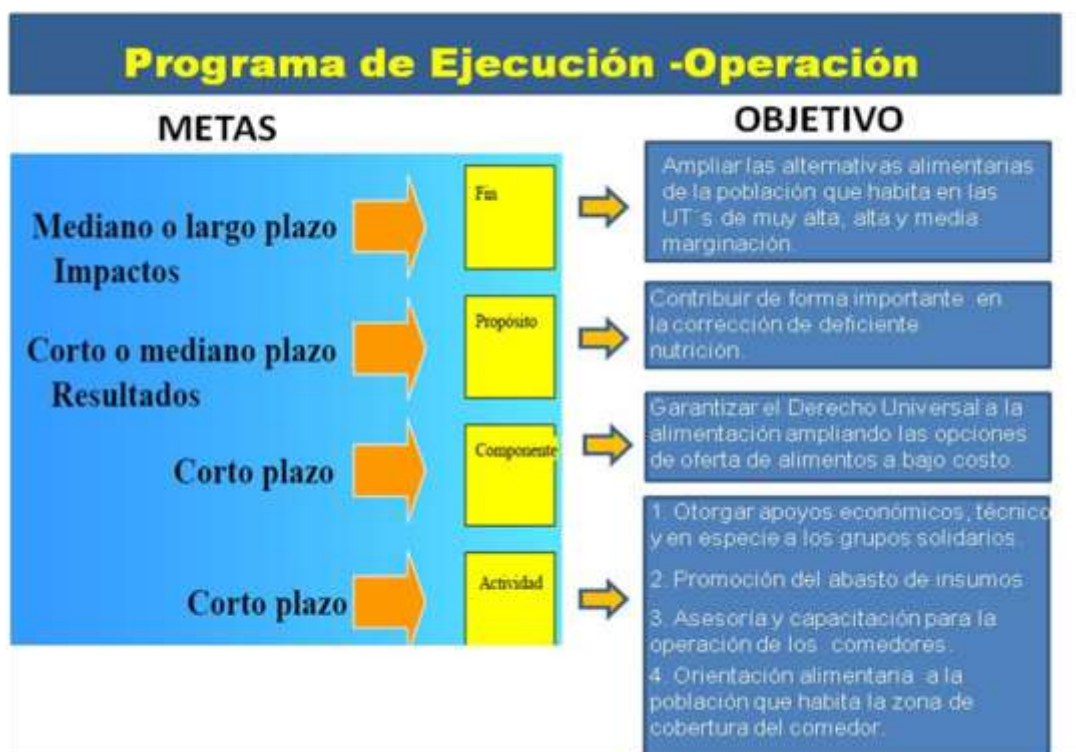 Programa de Ejecución -Operación
METAS
OBJETIVO
Mediano o largo plazo
Impactos
Fin
Ampliar las alternativas alimentarias
de la población que habita en las
UT´s de muy alta, alta y media
marginación.
Corto o mediano plazo
Resultados
Propósito
Contribuir de forma importante en
la corrección de deficiente
nutrición.
Corto plazo
Componente
Garantizar el Derecho Universal a la
alimentación ampliando las opciones
de oferta de alimentos a bajo costo.
Corto plazo
Actividad
1. Otorgar apoyos económicos, técnico
y en especie a los grupos solidarios.
2. Promoción del abasto de insumos
3. Asesoría y capacitación para la
operación de los comedores.
4. Orientación alimentaria a la
población que habita la zona de
cobertura del comedor.